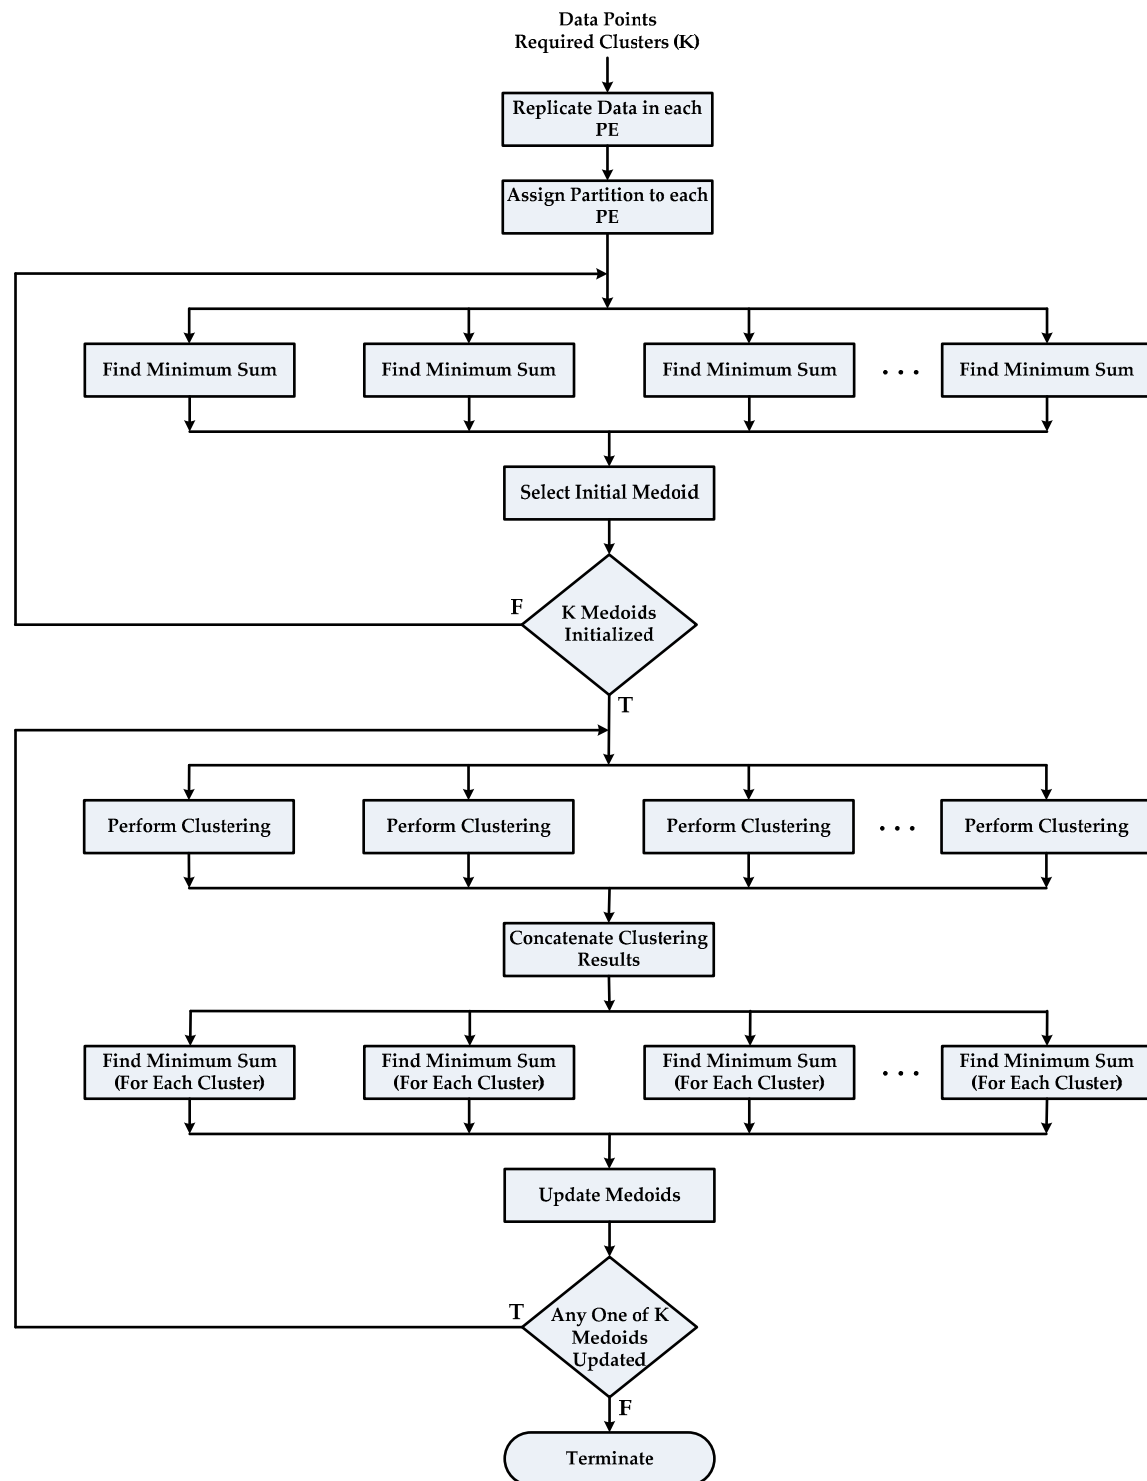 Data Points
Required Clusters (K)
Replicate Data in each
PE
Assign Partition to each
PE
Find Minimum Sum
Find Minimum Sum
Find Minimum Sum
. . .
Find Minimum Sum
Select Initial Medoid
F
K Medoids
Initialized
T
Perform Clustering
Perform Clustering
Perform Clustering
. . .
Perform Clustering
Concatenate Clustering
Results
Find Minimum Sum
(For Each Cluster)
Find Minimum Sum
(For Each Cluster)
Find Minimum Sum
(For Each Cluster)
. . .
Find Minimum Sum
(For Each Cluster)
Update Medoids
T
Any One of K
Medoids
Updated
F
Terminate